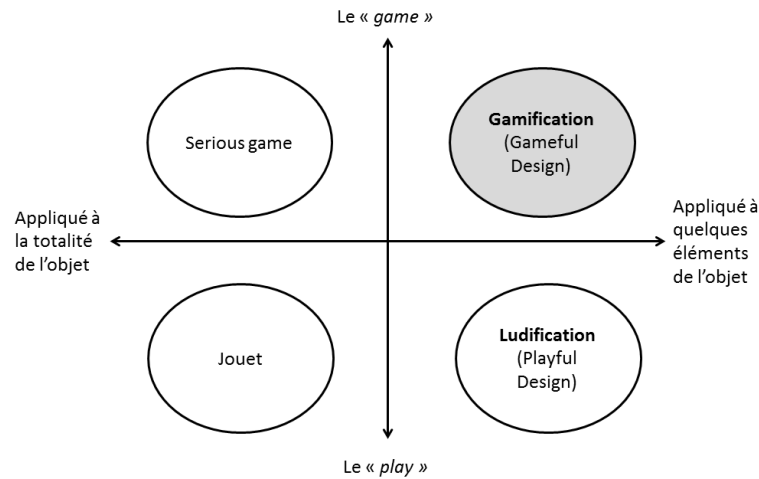 Le « game »
Serious game
Gamification
(Gameful
Design)
Appliqué à
la totalité
de l’objet
Appliqué à
quelques
éléments
de l’objet
Jouet
Ludification
(Playful
Design)
Le « play »